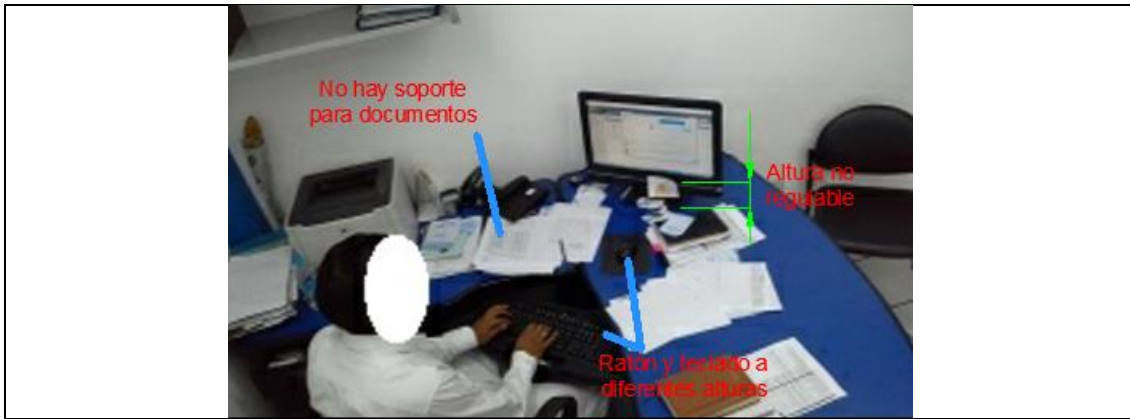 No hay soporte
para documentos
Altura no
regulable
Ratón y teclado a
diferentes alturas